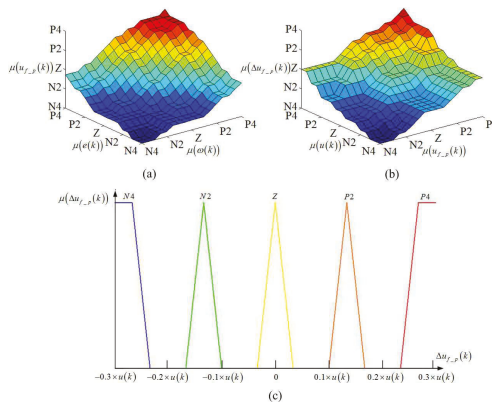 P4
P2
μ(u_{f_p}(k)) Z
N2
N4
P4
P2
Z
N2
N4
μ(e(k))
N4
N2
Z
P2
P4
μ(ω(k))
(a)
P4
P2
μ(Δu_{f_p}(k)) Z
N2
N4
P4
P2
Z
N2
N4
μ(u(k))
N4
N2
Z
P2
P
μ(u_{f_p}(k))
(b)
μ(Δu_{f_p}(k))
N4 N2 Z P2 P4
Δu_{f_p}(k)
−0.3×u(k) −0.2×u(k) −0.1×u(k) 0 0.1×u(k) 0.2×u(k) 0.3×u(k)
(c)